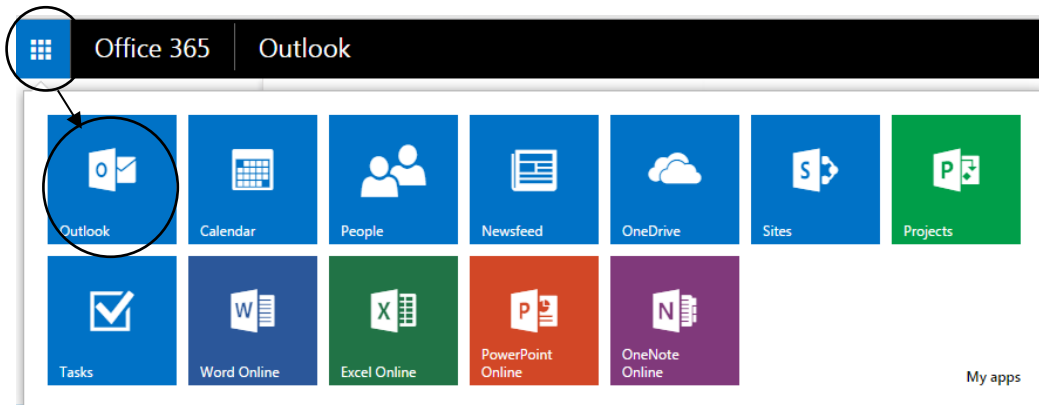 Office 365 Outlook
Outlook Calendar People Newsfeed OneDrive Sites Projects
Tasks Word Online Excel Online PowerPoint Online OneNote Online
My apps